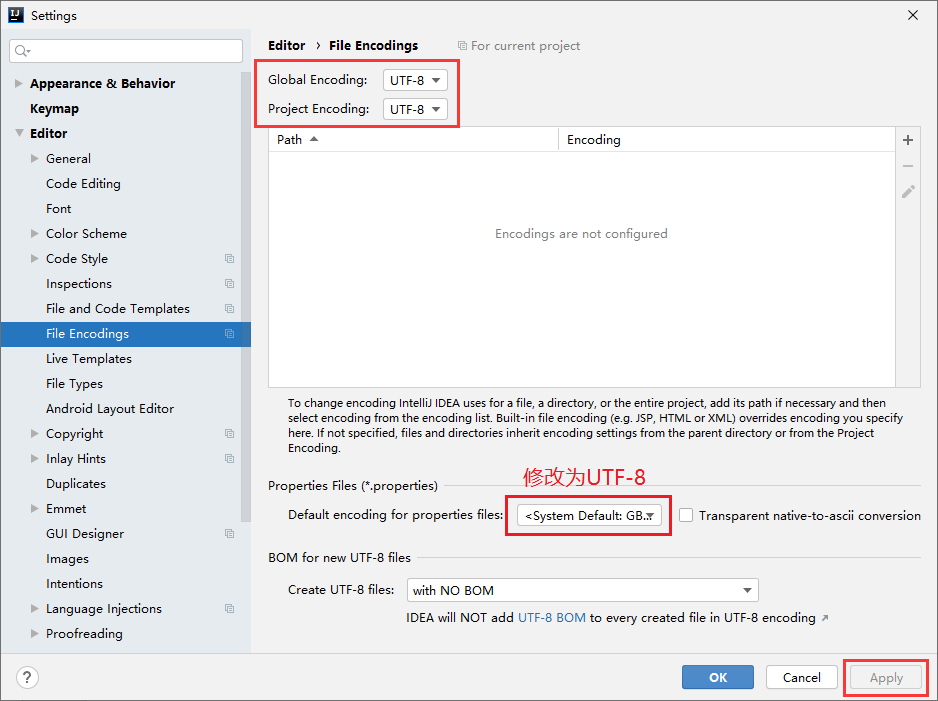 Settings
Editor › File Encodings For current project
Appearance & Behavior
Keymap
Editor
General
Code Editing
Font
Color Scheme
Code Style
Inspections
File and Code Templates
File Encodings
Live Templates
File Types
Android Layout Editor
Copyright
Inlay Hints
Duplicates
Emmet
GUI Designer
Images
Intentions
Language Injections
Proofreading
Global Encoding: UTF-8
Project Encoding: UTF-8
Path Encoding
Encodings are not configured
To change encoding IntelliJ IDEA uses for a file, a directory, or the entire project, add its path if necessary and then
select encoding from the encoding list. Built-in file encoding (e.g. JSP, HTML or XML) overrides encoding you specify
here. If not specified, files and directories inherit encoding settings from the parent directory or from the Project
Encoding.
修改为UTF-8
Properties Files (*.properties)
Default encoding for properties files: <System Default: GB... Transparent native-to-ascii conversion
BOM for new UTF-8 files
Create UTF-8 files: with NO BOM
IDEA will NOT add UTF-8 BOM to every created file in UTF-8 encoding ↗
? OK Cancel Apply